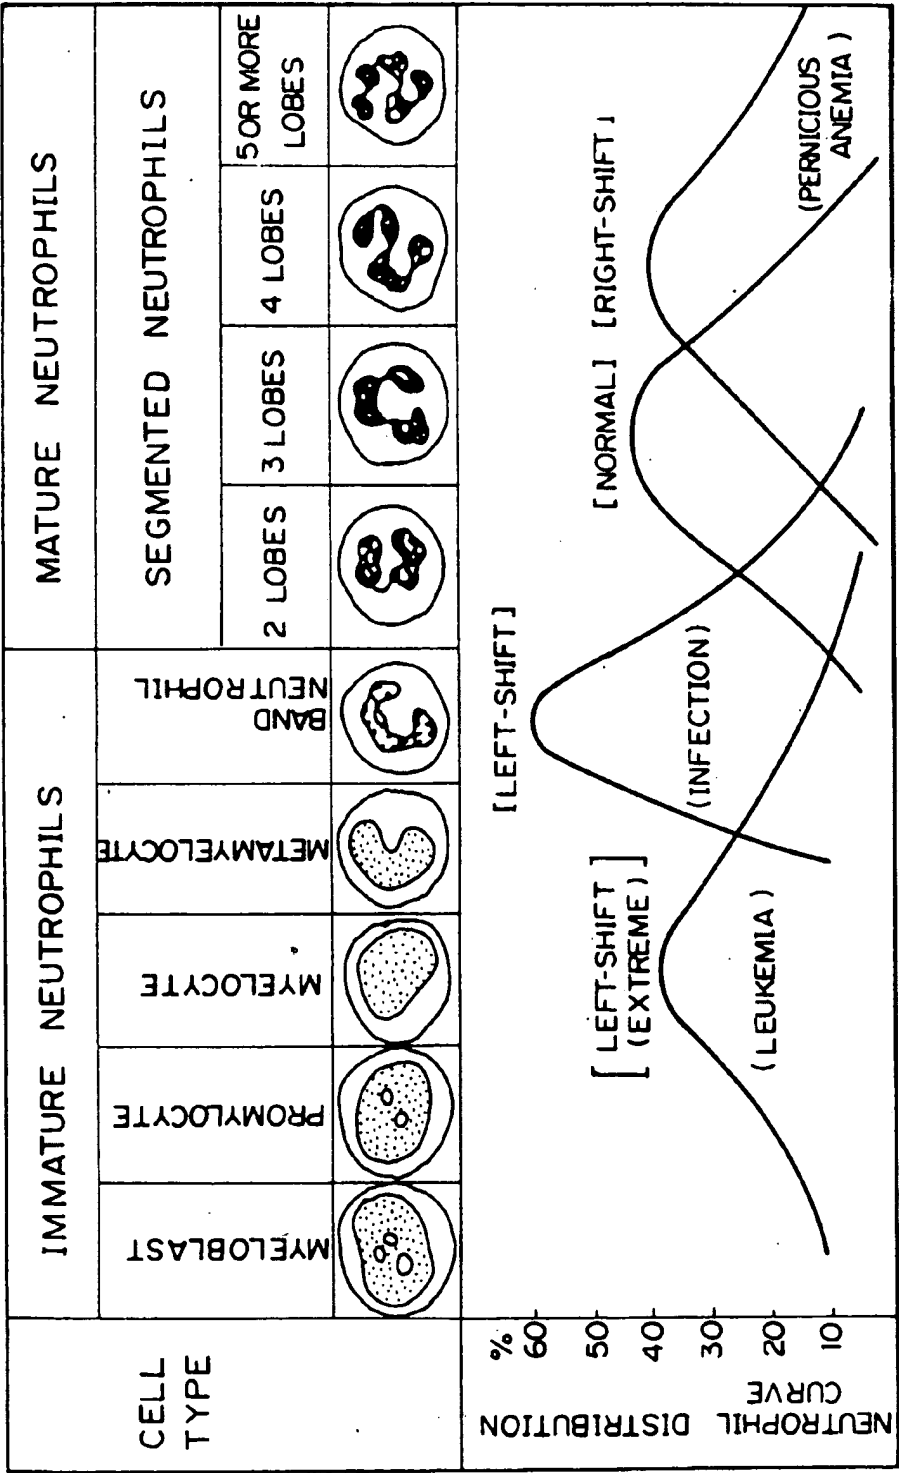 CELL
TYPE
IMMATURE NEUTROPHILS
MATURE NEUTROPHILS
SEGMENTED NEUTROPHILS
MYELOBLAST
PROMYLOCYTE
MYELOCYTE
METAMYELOCYTE
BAND
NEUTROPHIL
2 LOBES
3 LOBES
4 LOBES
5 OR MORE
LOBES
NEUTROPHIL DISTRIBUTION
CURVE
%
60
50
40
30
20
10
[LEFT-SHIFT
(EXTREME)]
(LEUKEMIA)
[LEFT-SHIFT]
(INFECTION)
[NORMAL]
[RIGHT-SHIFT]
(PERNICIOUS
ANEMIA)